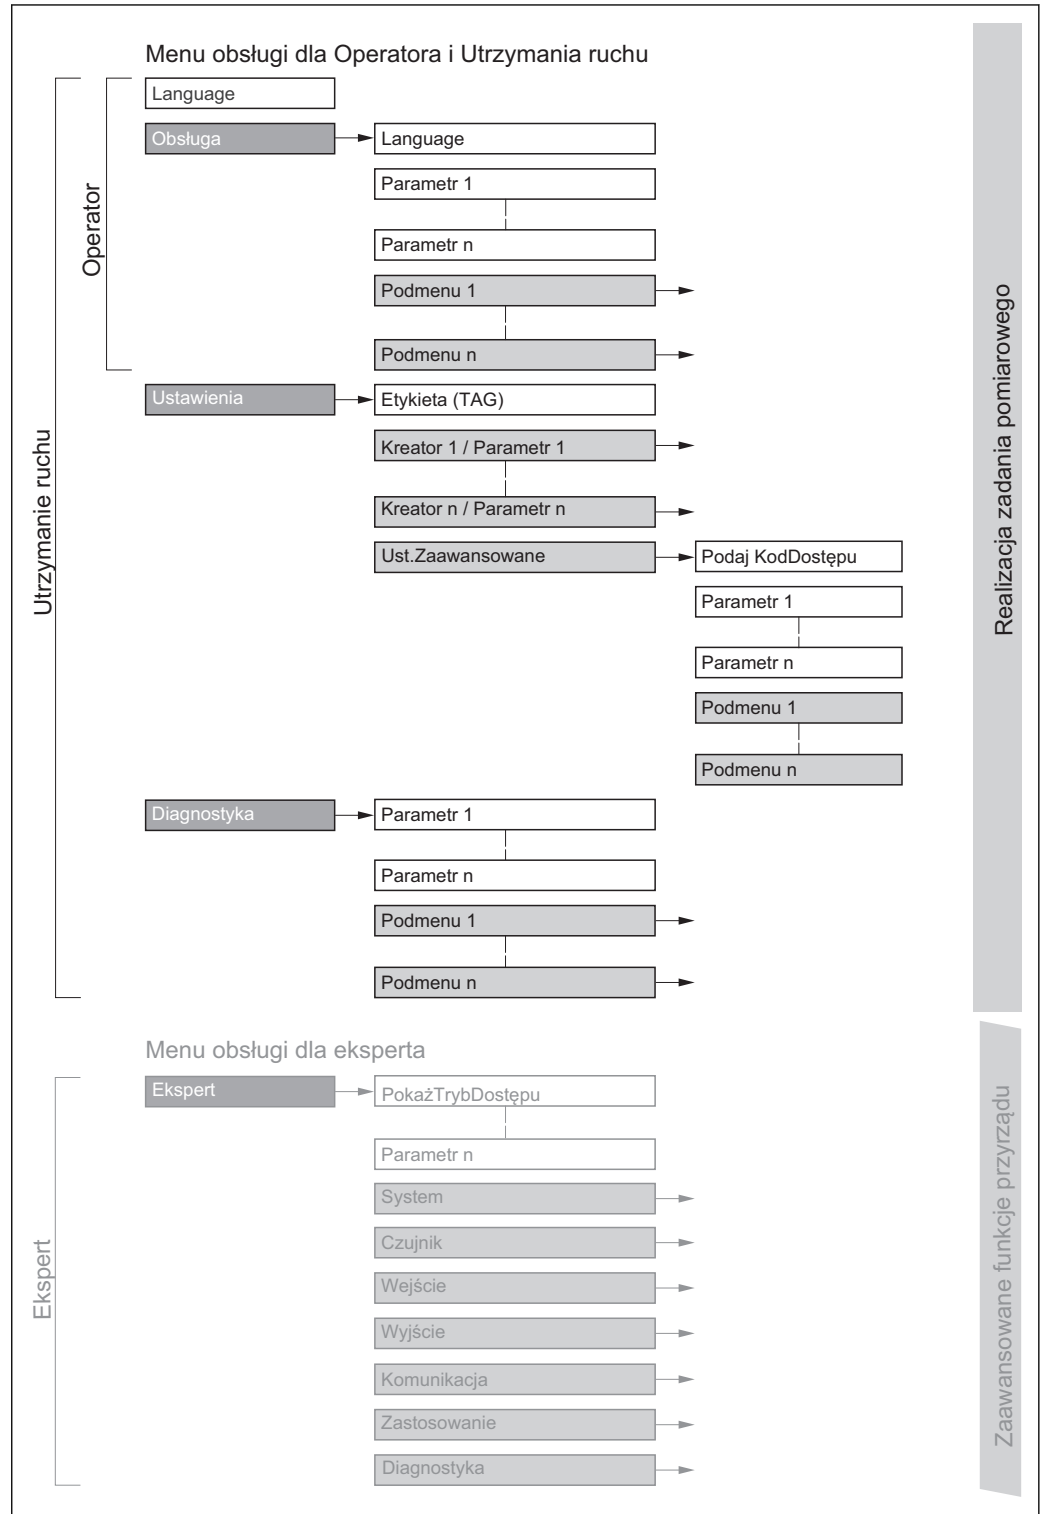 Menu obsługi dla Operatora i Utrzymania ruchu
Language
Obsługa
Language
Parametr 1
Parametr n
Podmenu 1
Podmenu n
Operator
Ustawienia
Etykieta (TAG)
Kreator 1 / Parametr 1
Kreator n / Parametr n
Ust.Zaawansowane
Podaj KodDostępu
Parametr 1
Parametr n
Podmenu 1
Podmenu n
Diagnostyka
Parametr 1
Parametr n
Podmenu 1
Podmenu n
Utrzymanie ruchu
Realizacja zadania pomiarowego
Menu obsługi dla eksperta
Ekspert
PokażTrybDostępu
Parametr n
System
Czujnik
Wejście
Wyjście
Komunikacja
Zastosowanie
Diagnostyka
Ekspert
Zaawansowane funkcje przyrządu